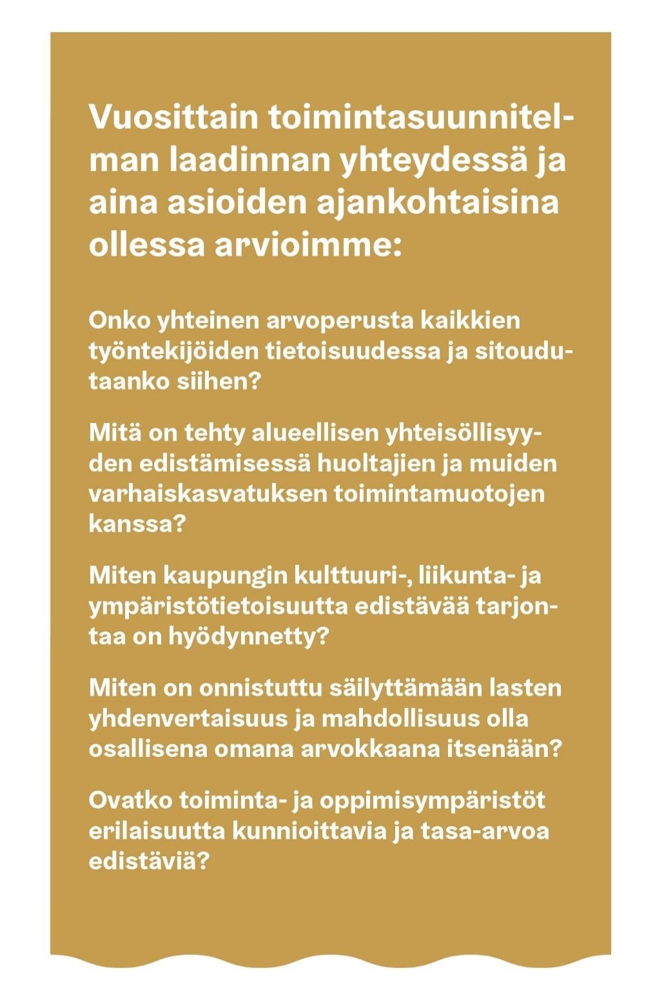 Vuosittain toimintasuunnitel-
man laadinnan yhteydessä ja
aina asioiden ajankohtaisina
ollessa arvioimme:
Onko yhteinen arvoperusta kaikkien
työntekijöiden tietoisuudessa ja sitoudu-
taanko siihen?
Mitä on tehty alueellisen yhteisöllisyy-
den edistämisessä huoltajien ja muiden
varhaiskasvatuksen toimintamuotojen
kanssa?
Miten kaupungin kulttuuri-, liikunta- ja
ympäristötietoisuutta edistävää tarjon-
taa on hyödynnetty?
Miten on onnistuttu säilyttämään lasten
yhdenvertaisuus ja mahdollisuus olla
osallisena omana arvokkaana itsenään?
Ovatko toiminta- ja oppimisympäristöt
erilaisuutta kunnioittavia ja tasa-arvoa
edistäviä?